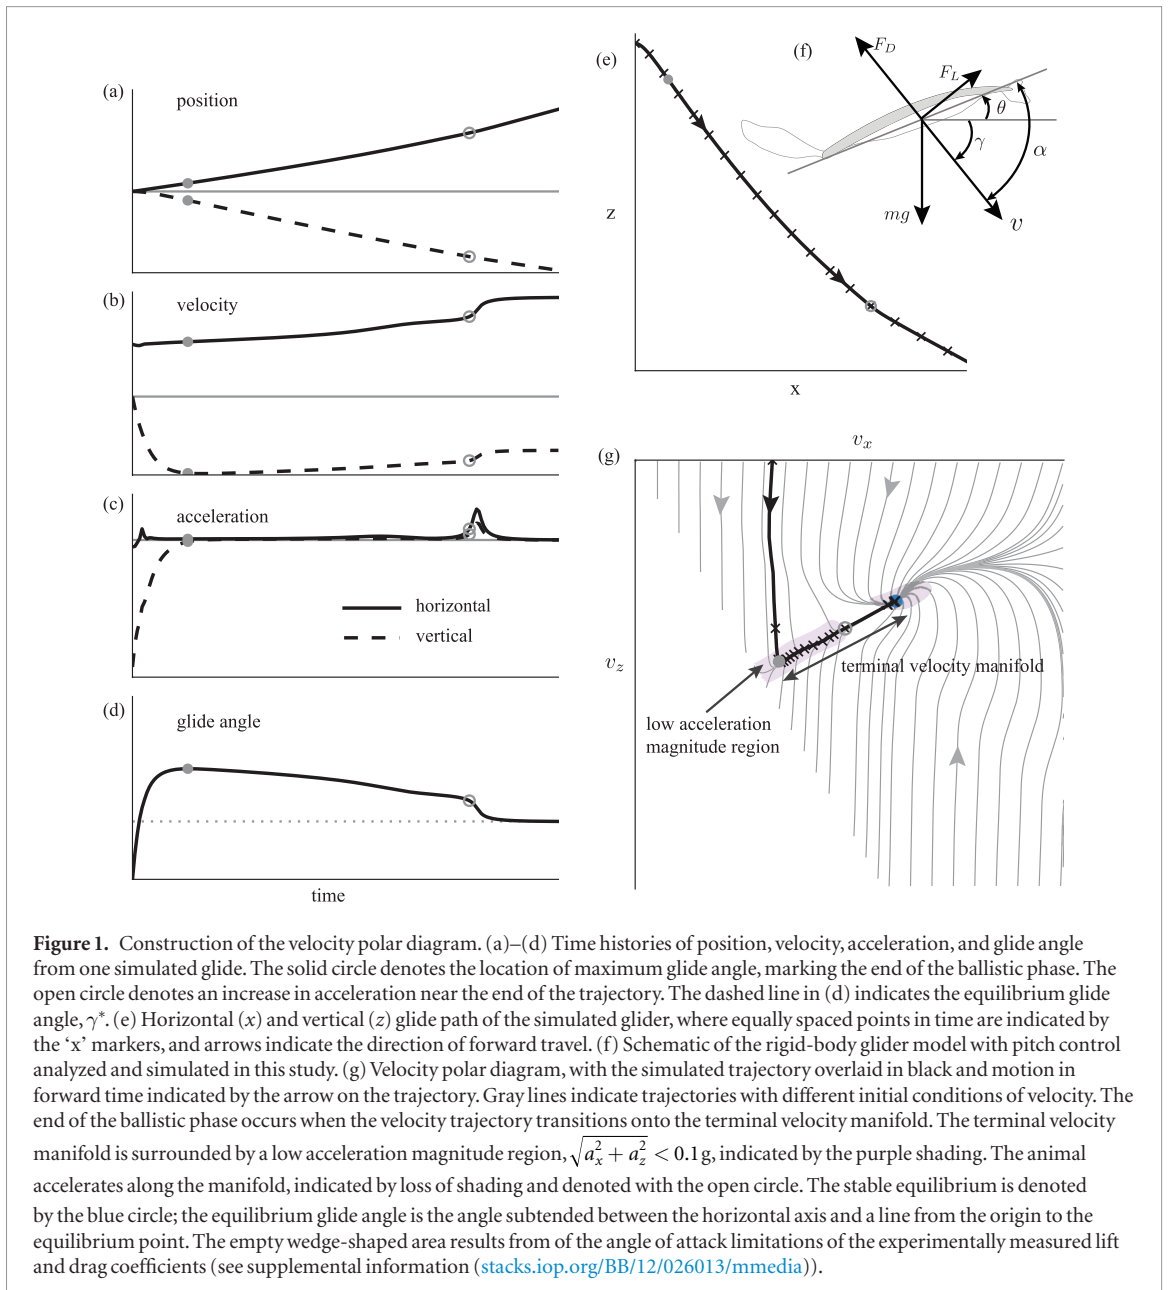 (a)
position
(b)
velocity
(c)
acceleration
horizontal
vertical
(d)
glide angle
time
(e)
z
x
(f)
F_D
F_L
θ
γ
α
mg
v
(g)
v_x
v_z
terminal velocity manifold
low acceleration
magnitude region
Figure 1. Construction of the velocity polar diagram. (a)–(d) Time histories of position, velocity, acceleration, and glide angle
from one simulated glide. The solid circle denotes the location of maximum glide angle, marking the end of the ballistic phase. The
open circle denotes an increase in acceleration near the end of the trajectory. The dashed line in (d) indicates the equilibrium glide
angle, γ*. (e) Horizontal (x) and vertical (z) glide path of the simulated glider, where equally spaced points in time are indicated by
the ‘x’ markers, and arrows indicate the direction of forward travel. (f) Schematic of the rigid-body glider model with pitch control
analyzed and simulated in this study. (g) Velocity polar diagram, with the simulated trajectory overlaid in black and motion in
forward time indicated by the arrow on the trajectory. Gray lines indicate trajectories with different initial conditions of velocity. The
end of the ballistic phase occurs when the velocity trajectory transitions onto the terminal velocity manifold. The terminal velocity
manifold is surrounded by a low acceleration magnitude region, √(a_x^2 + a_z^2) < 0.1g, indicated by the purple shading. The animal
accelerates along the manifold, indicated by loss of shading and denoted with the open circle. The stable equilibrium is denoted
by the blue circle; the equilibrium glide angle is the angle subtended between the horizontal axis and a line from the origin to the
equilibrium point. The empty wedge-shaped area results from of the angle of attack limitations of the experimentally measured lift
and drag coefficients (see supplemental information (stacks.iop.org/BB/12/026013/mmedia)).